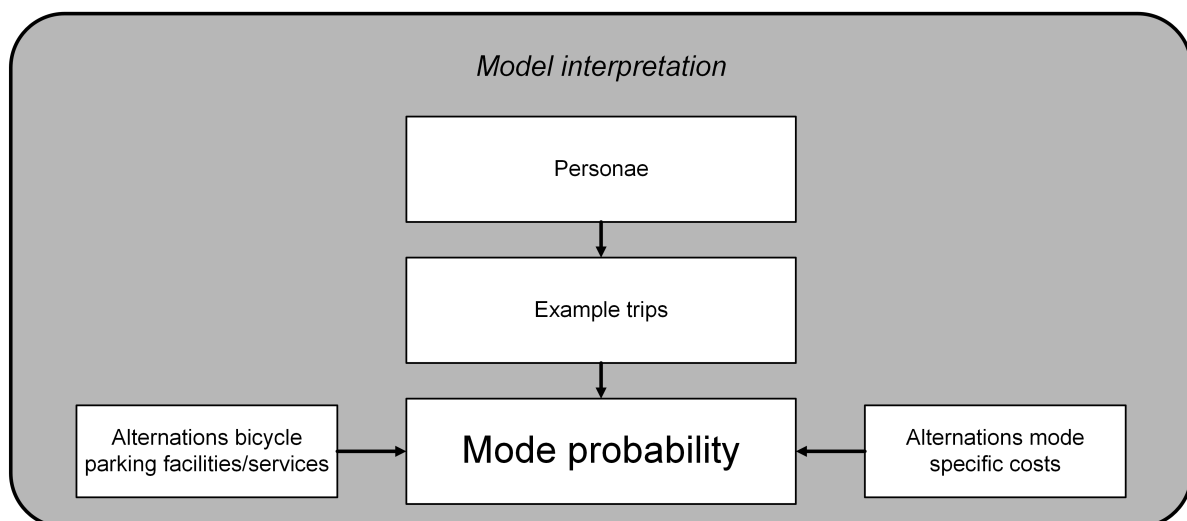 Model interpretation
Personae
Example trips
Alternations bicycle
parking facilities/services
Mode probability
Alternations mode
specific costs